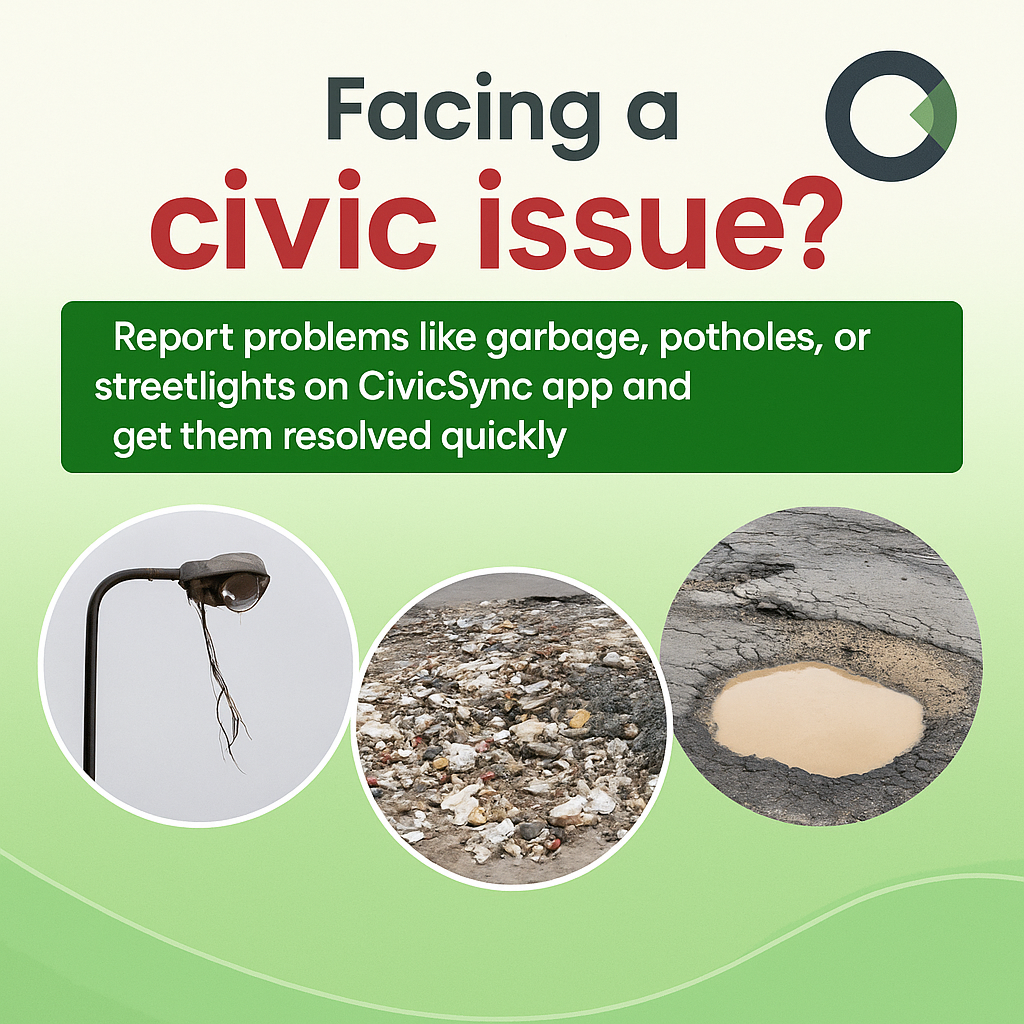 Facing a
civic issue?
Report problems like garbage, potholes, or
streetlights on CivicSync app and
get them resolved quickly